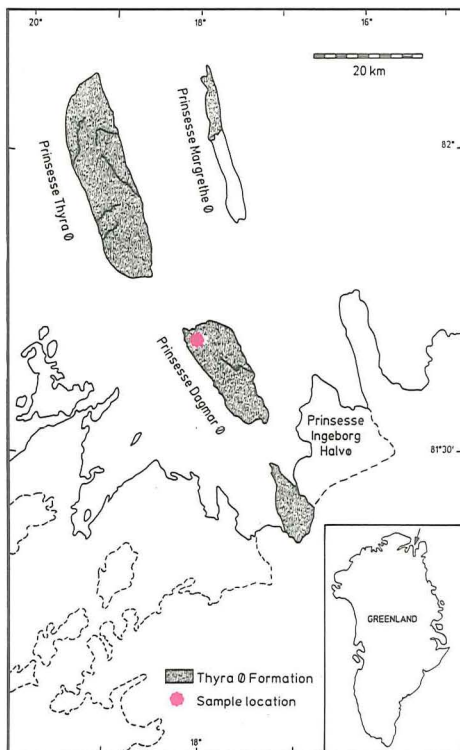 20°
18°
16°
20 km
Prinsesse Margrethe Ø
82°
Prinsesse Thyra Ø
Prinsesse Dagmar Ø
Prinsesse
Ingeborg
Halvø
81°30'
GREENLAND
Thyra Ø Formation
Sample location
18°